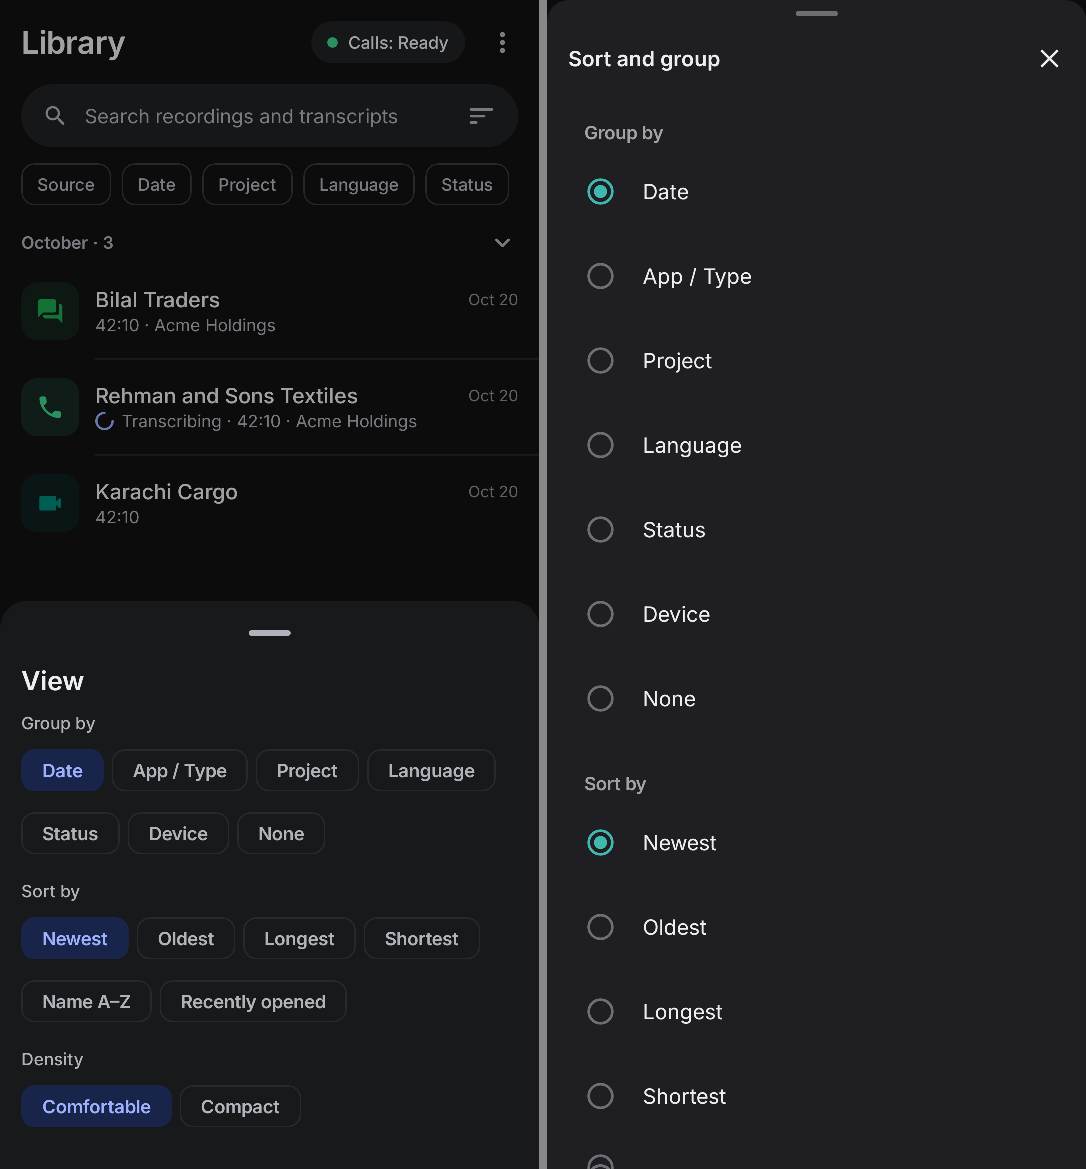 Library
Calls: Ready
Search recordings and transcripts
Source Date Project Language Status
October · 3
Bilal Traders Oct 20
42:10 · Acme Holdings
Rehman and Sons Textiles Oct 20
Transcribing · 42:10 · Acme Holdings
Karachi Cargo Oct 20
42:10
View
Group by
Date App / Type Project Language
Status Device None
Sort by
Newest Oldest Longest Shortest
Name A–Z Recently opened
Density
Comfortable Compact
Sort and group
Group by
Date
App / Type
Project
Language
Status
Device
None
Sort by
Newest
Oldest
Longest
Shortest